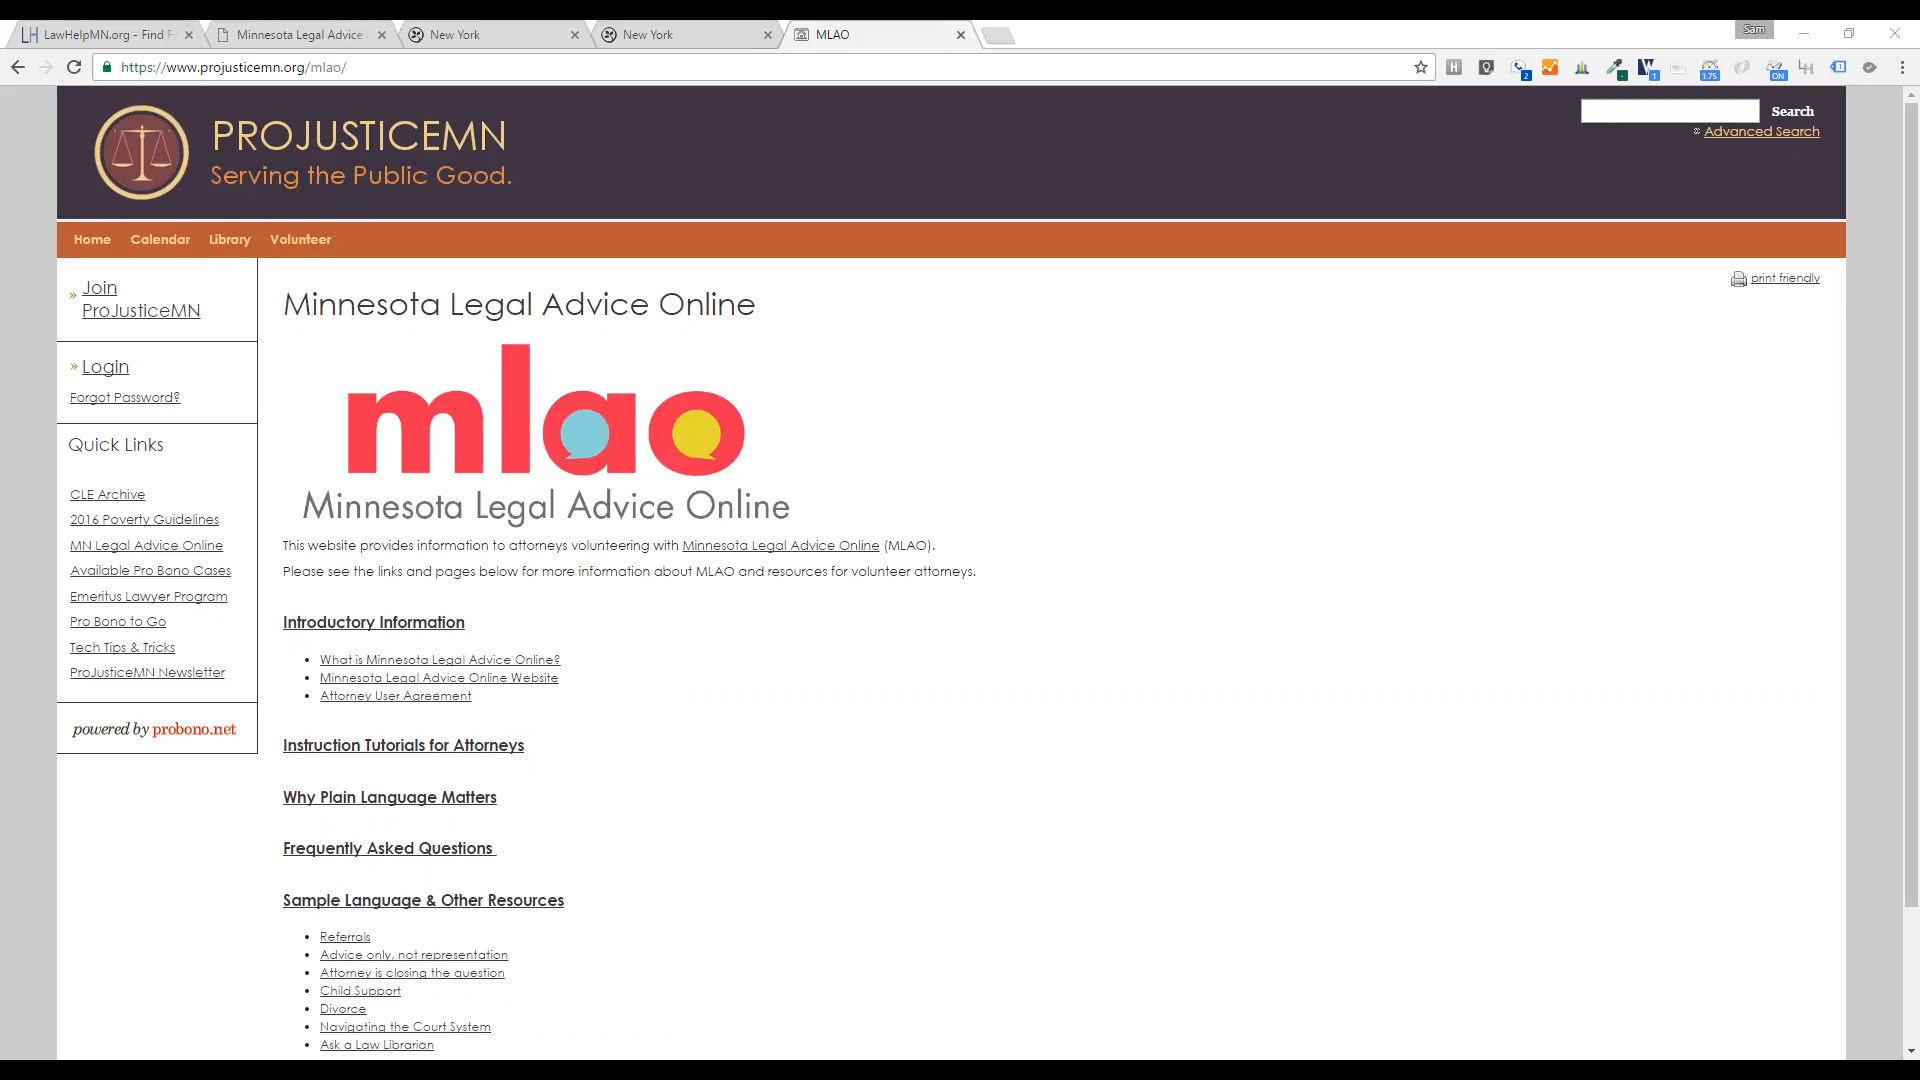 LawHelpMN.org - Find F
Minnesota Legal Advice
New York
New York
MLAO
Sam
https://www.projusticemn.org/mlao/
2
1
1.75
ON
PROJUSTICEMN
Serving the Public Good.
Search
Advanced Search
Home Calendar Library Volunteer
print friendly
» Join
ProJusticeMN
» Login
Forgot Password?
Quick Links
CLE Archive
2016 Poverty Guidelines
MN Legal Advice Online
Available Pro Bono Cases
Emeritus Lawyer Program
Pro Bono to Go
Tech Tips & Tricks
ProJusticeMN Newsletter
powered by probono.net
Minnesota Legal Advice Online
mlao
Minnesota Legal Advice Online
This website provides information to attorneys volunteering with Minnesota Legal Advice Online (MLAO).
Please see the links and pages below for more information about MLAO and resources for volunteer attorneys.
Introductory Information
• What is Minnesota Legal Advice Online?
• Minnesota Legal Advice Online Website
• Attorney User Agreement
Instruction Tutorials for Attorneys
Why Plain Language Matters
Frequently Asked Questions
Sample Language & Other Resources
• Referrals
• Advice only, not representation
• Attorney is closing the question
• Child Support
• Divorce
• Navigating the Court System
• Ask a Law Librarian